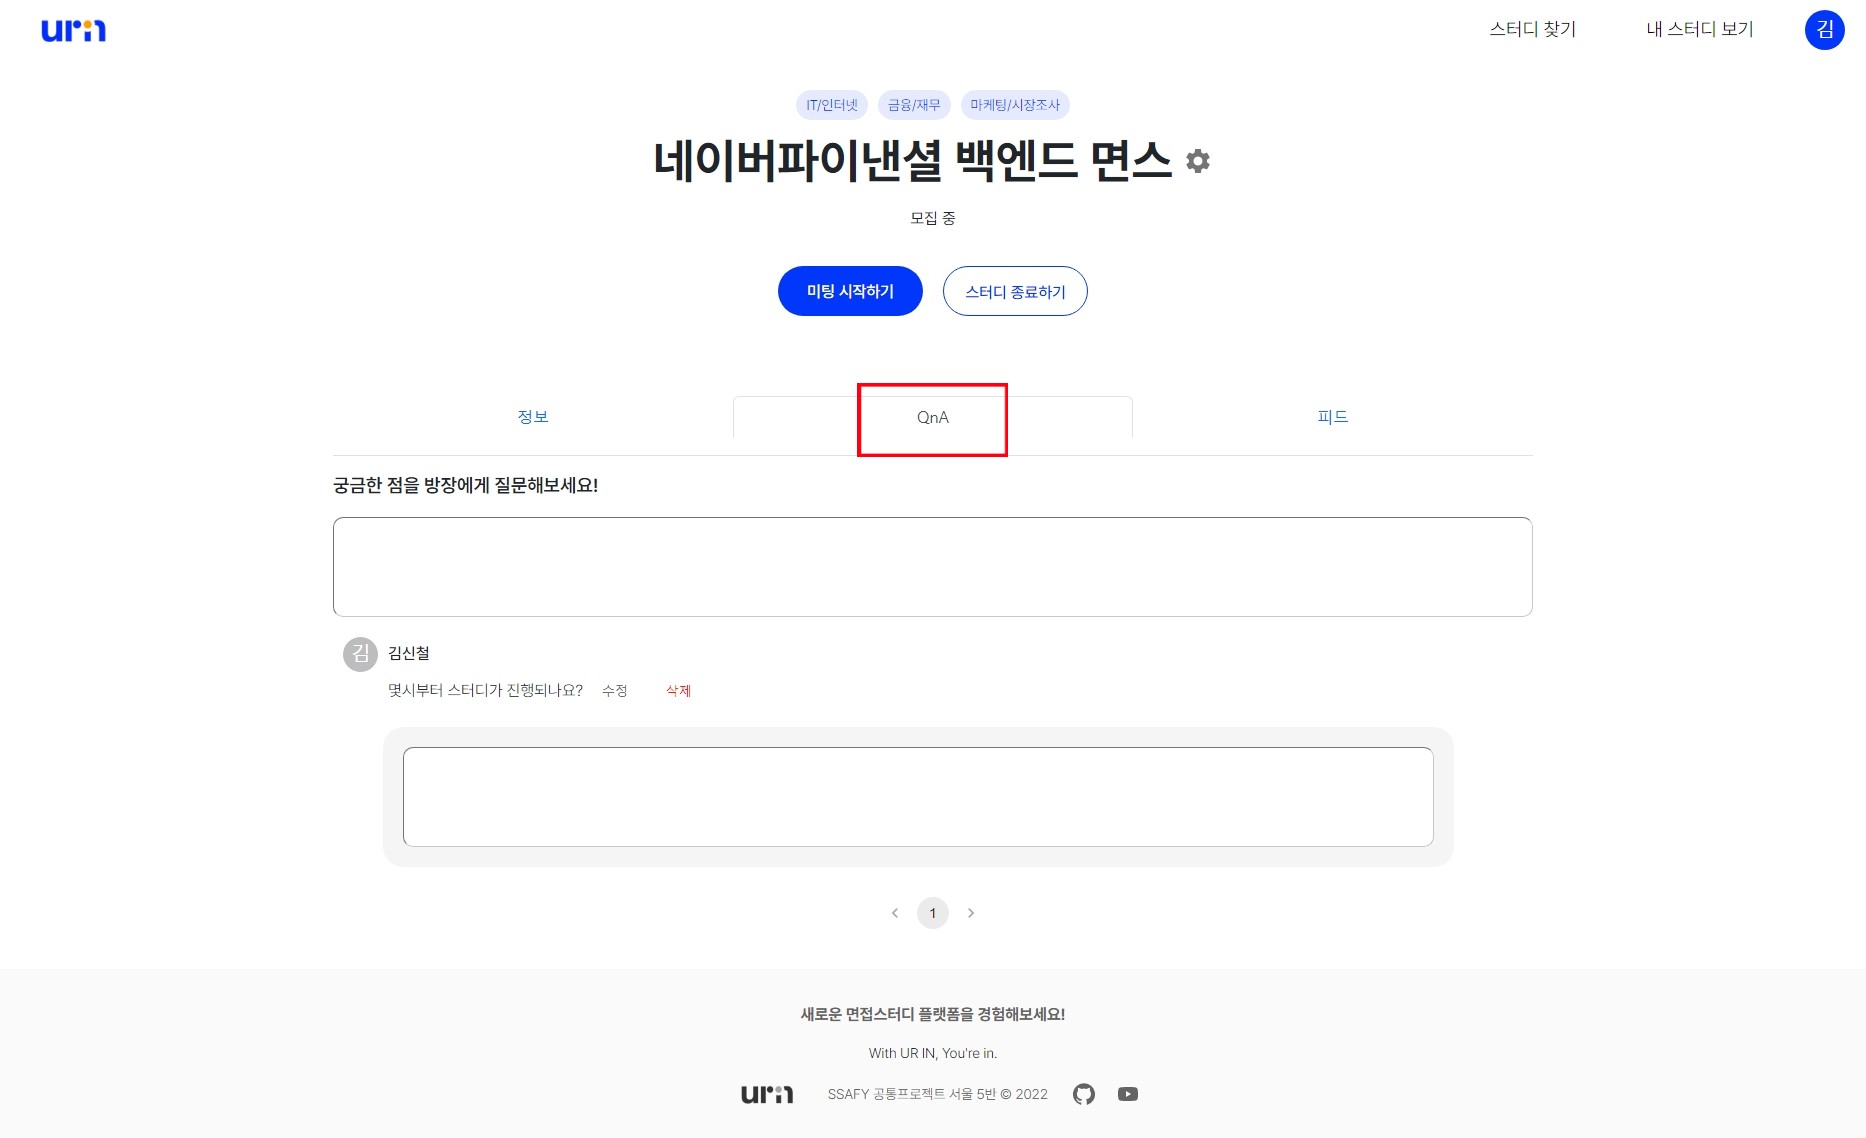 urin
스터디 찾기
내 스터디 보기
김
IT/인터넷
금융/재무
마케팅/시장조사
네이버파이낸셜 백엔드 면스
모집 중
미팅 시작하기
스터디 종료하기
정보
QnA
피드
궁금한 점을 방장에게 질문해보세요!
김
김신철
몇시부터 스터디가 진행되나요?
수정
삭제
1
새로운 면접스터디 플랫폼을 경험해보세요!
With UR IN, You're in.
urin
SSAFY 공통프로젝트 서울 5반 © 2022